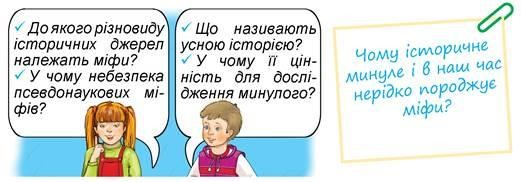 ✓ До якого різновиду
історичних джерел
належать міфи?
✓ У чому небезпека
псевдонаукових мі-
фів?
✓ Що називають
усною історією?
✓ У чому її цін-
ність для дослі-
дження минулого?
Чому історичне
минуле і в наш час
нерідко породжує
міфи?